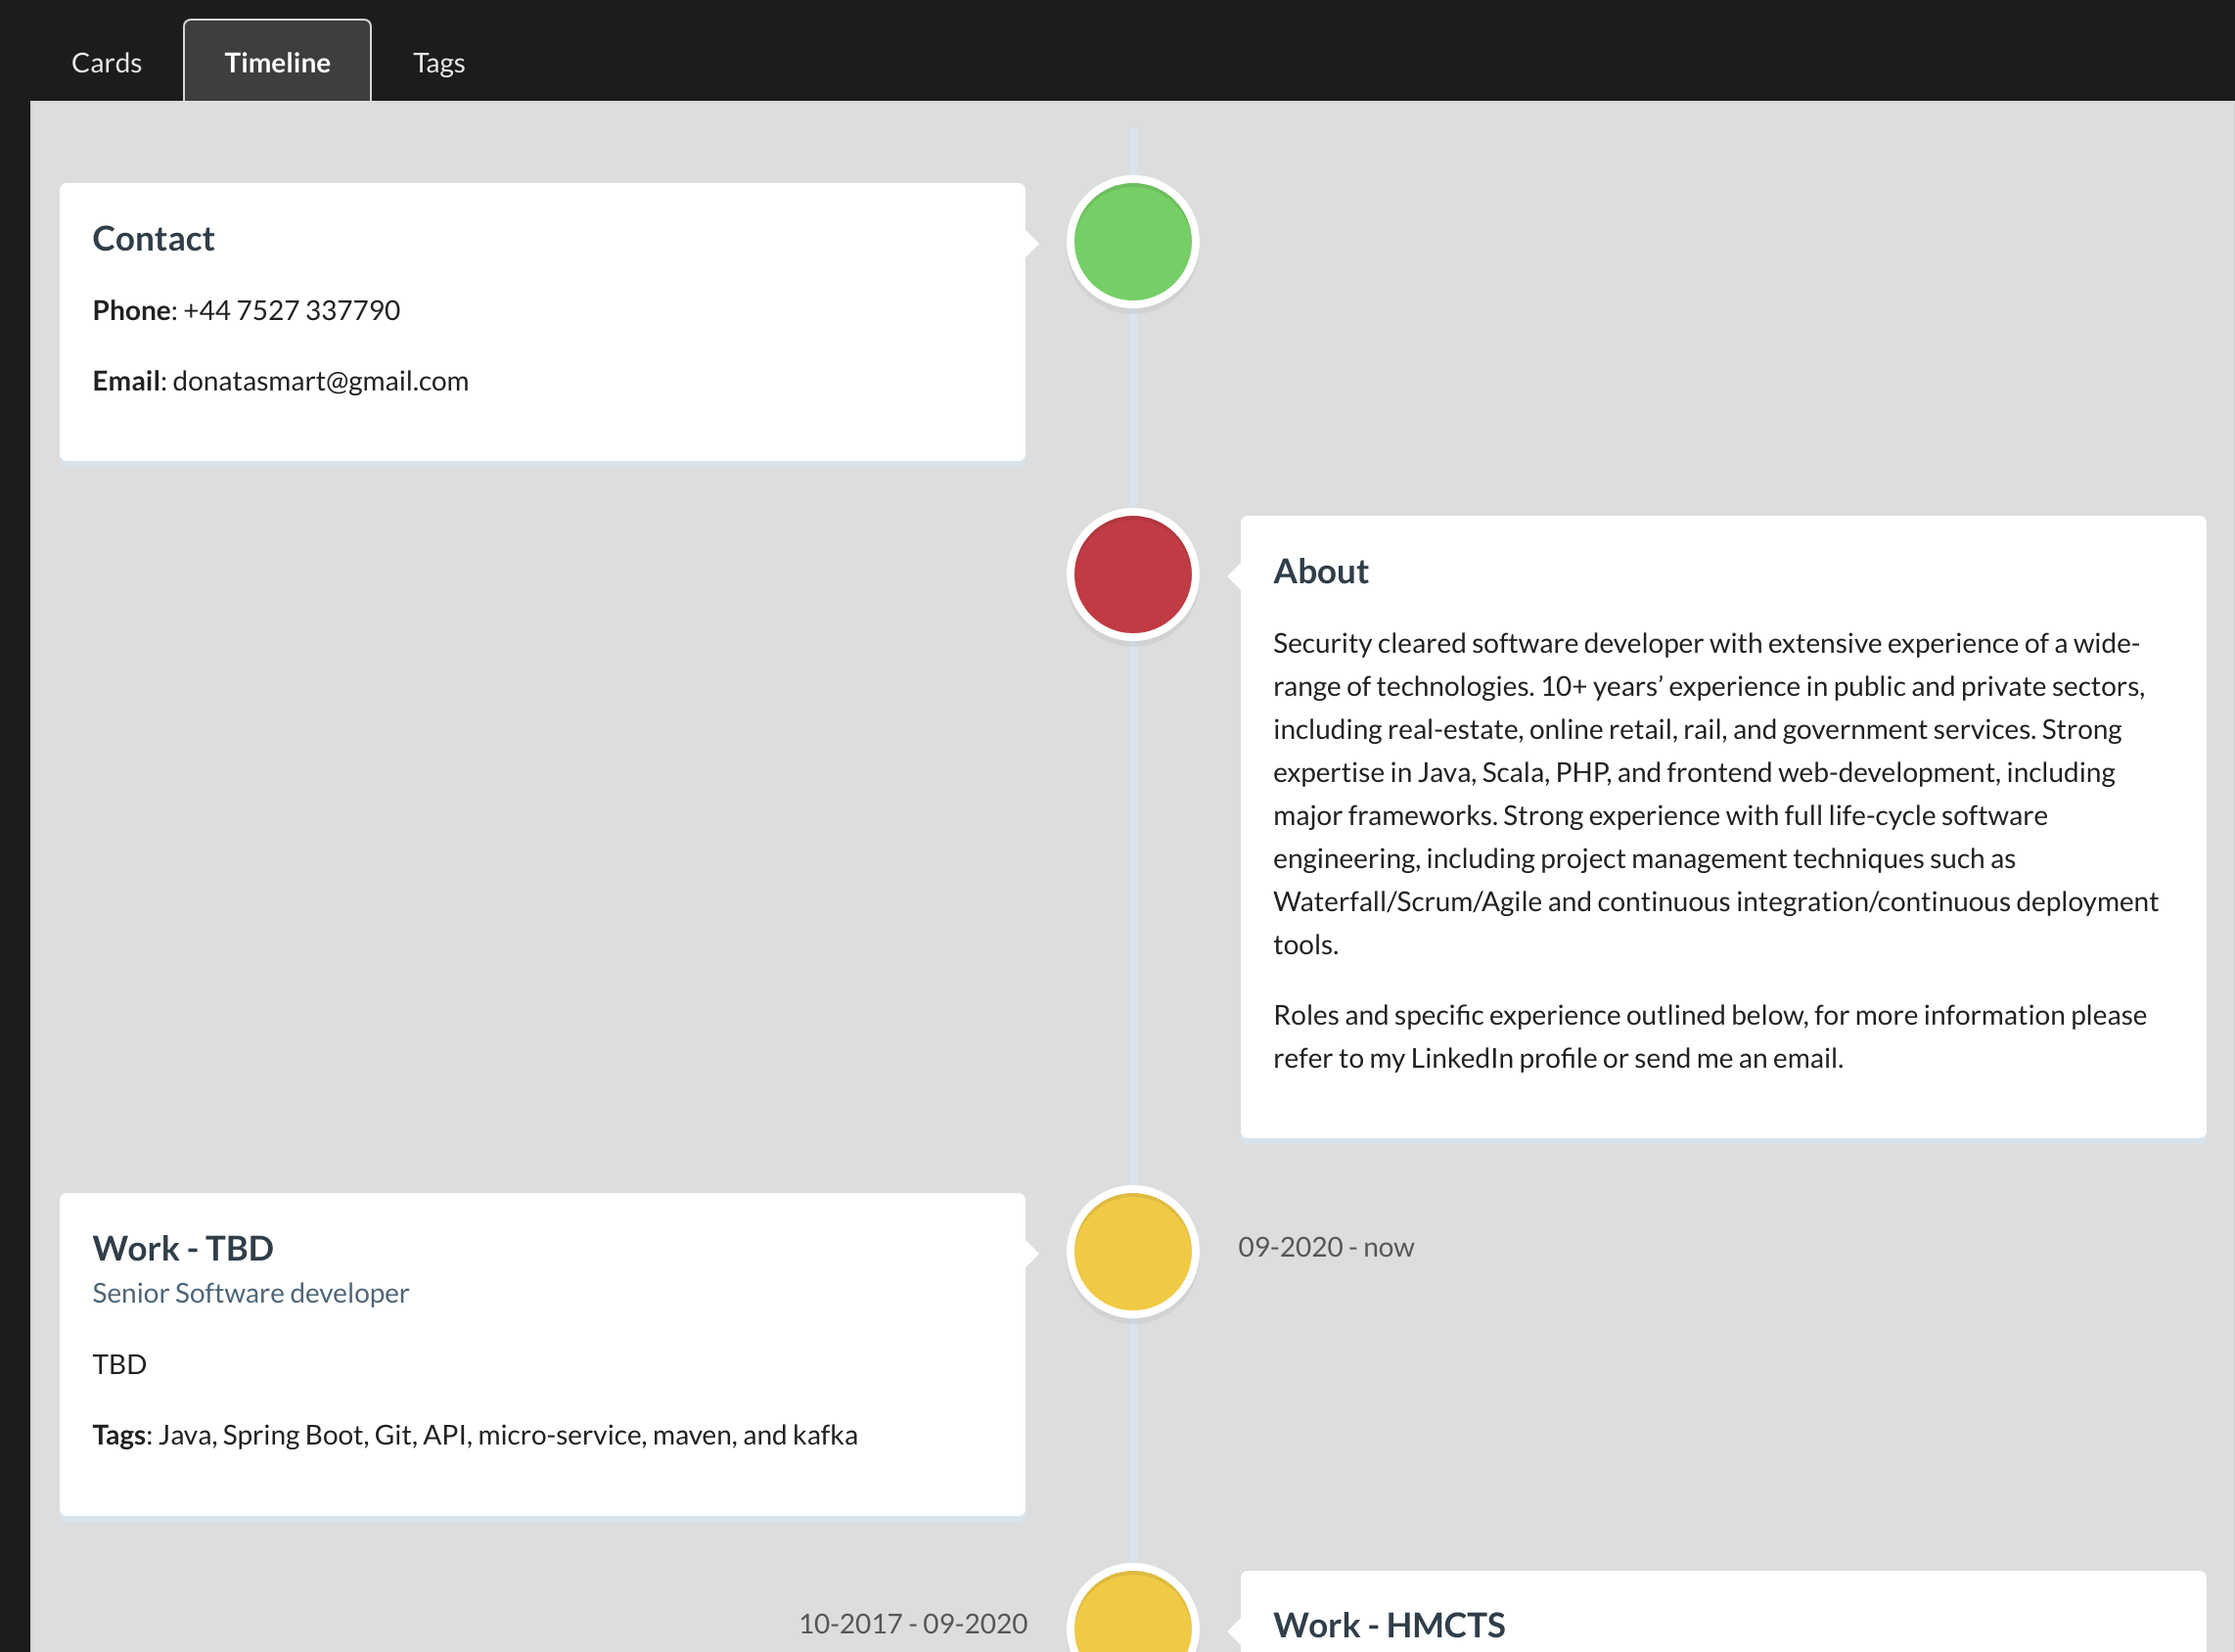 Cards
Timeline
Tags
Contact
Phone: +44 7527 337790
Email: donatasmart@gmail.com
About
Security cleared software developer with extensive experience of a wide-
range of technologies. 10+ years’ experience in public and private sectors,
including real-estate, online retail, rail, and government services. Strong
expertise in Java, Scala, PHP, and frontend web-development, including
major frameworks. Strong experience with full life-cycle software
engineering, including project management techniques such as
Waterfall/Scrum/Agile and continuous integration/continuous deployment
tools.
Roles and specific experience outlined below, for more information please
refer to my LinkedIn profile or send me an email.
Work - TBD
Senior Software developer
TBD
Tags: Java, Spring Boot, Git, API, micro-service, maven, and kafka
09-2020 - now
10-2017 - 09-2020
Work - HMCTS